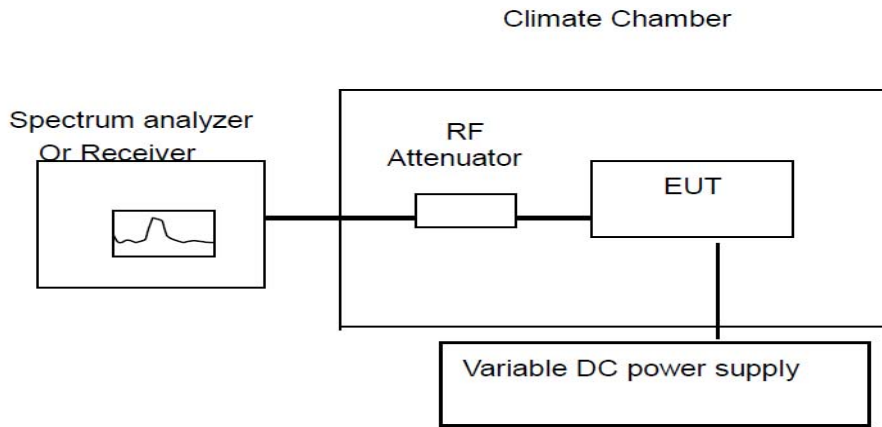 Climate Chamber
Spectrum analyzer
Or Receiver
RF
Attenuator
EUT
Variable DC power supply